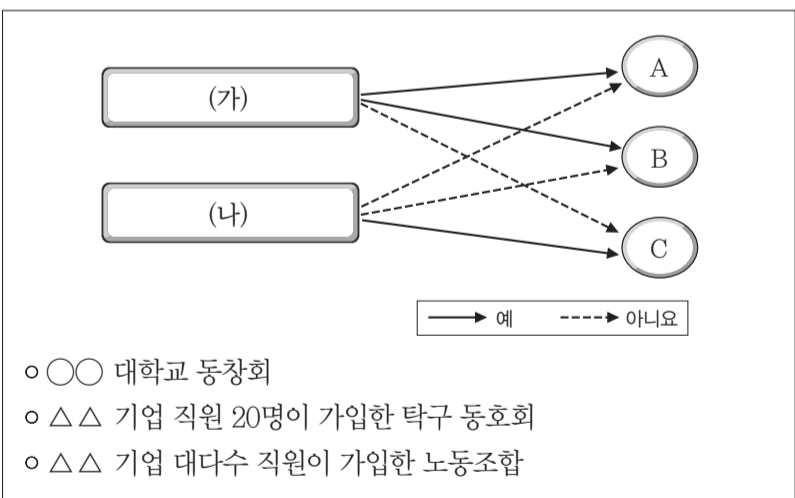 (가)
A
B
(나)
C
예 아니요
○○ 대학교 동창회
△△ 기업 직원 20명이 가입한 탁구 동호회
△△ 기업 대다수 직원이 가입한 노동조합